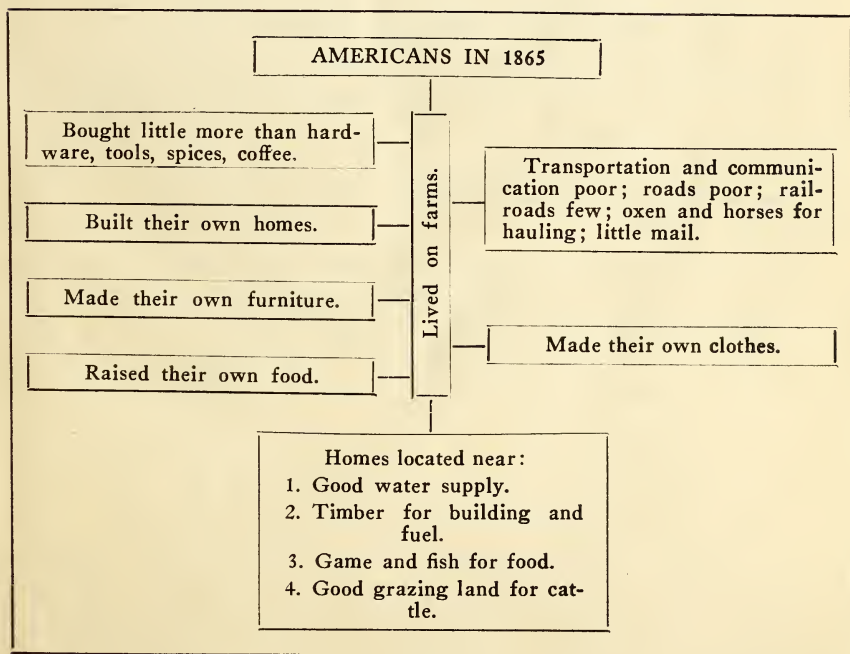 AMERICANS IN 1865
Bought little more than hard-
ware, tools, spices, coffee.
Built their own homes.
Made their own furniture.
Raised their own food.
Lived on farms.
Transportation and communi-
cation poor; roads poor; rail-
roads few; oxen and horses for
hauling; little mail.
Made their own clothes.
Homes located near:
1. Good water supply.
2. Timber for building and
fuel.
3. Game and fish for food.
4. Good grazing land for cat-
tle.